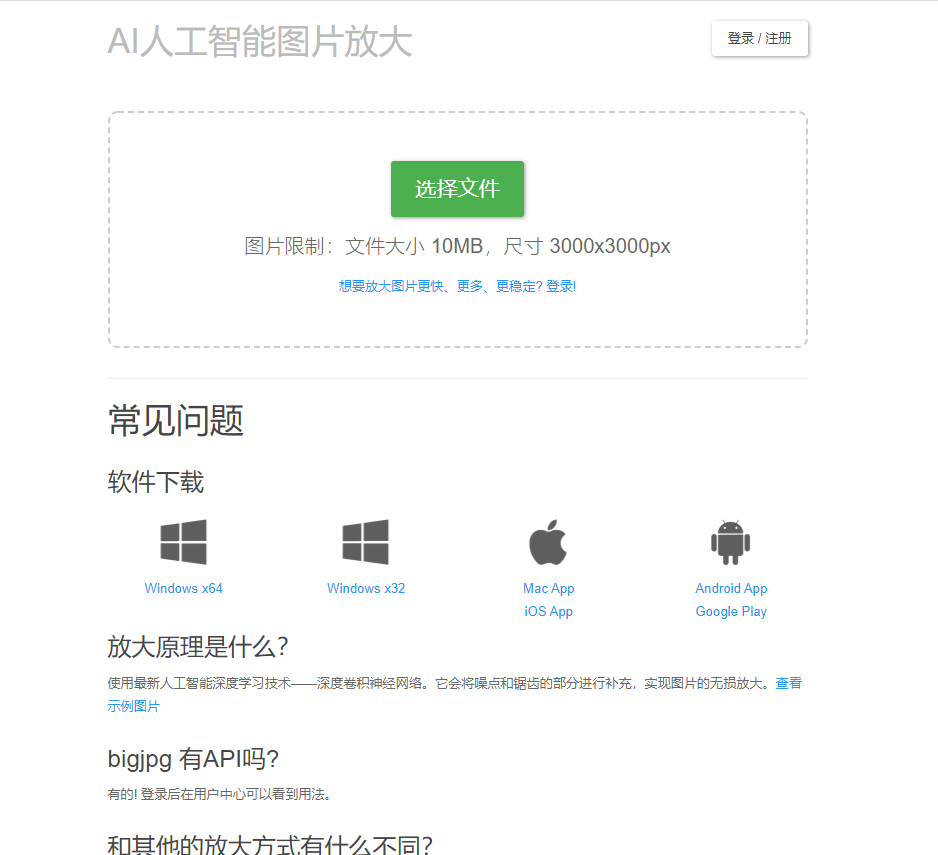 AI人工智能图片放大
登录 / 注册
选择文件
图片限制：文件大小 10MB，尺寸 3000x3000px
想要放大图片更快、更多、更稳定? 登录!
常见问题
软件下载
Windows x64
Windows x32
Mac App
iOS App
Android App
Google Play
放大原理是什么?
使用最新人工智能深度学习技术——深度卷积神经网络。它会将噪点和锯齿的部分进行补充，实现图片的无损放大。查看
示例图片
bigjpg 有API吗?
有的! 登录后在用户中心可以看到用法。
和其他的放大方式有什么不同?